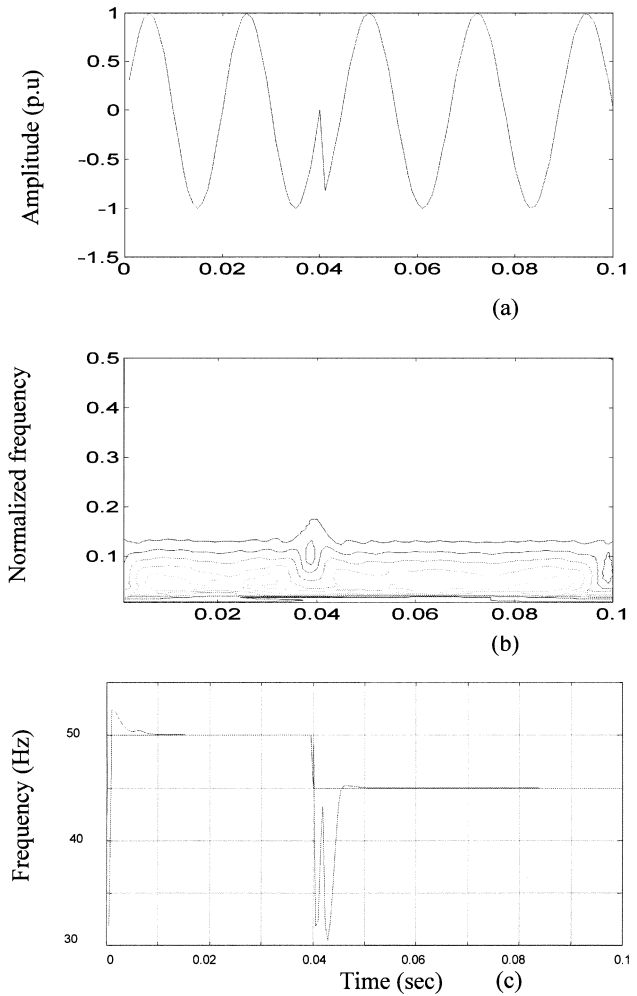 1
0.5
0
-0.5
-1
-1.5
Amplitude (p.u)
0 0.02 0.04 0.06 0.08 0.1
(a)
0.5
0.4
0.3
0.2
0.1
Normalized frequency
0.02 0.04 0.06 0.08 0.1
(b)
50
40
30
Frequency (Hz)
0 0.02 0.04 0.06 0.08 0.1
Time (sec) (c)